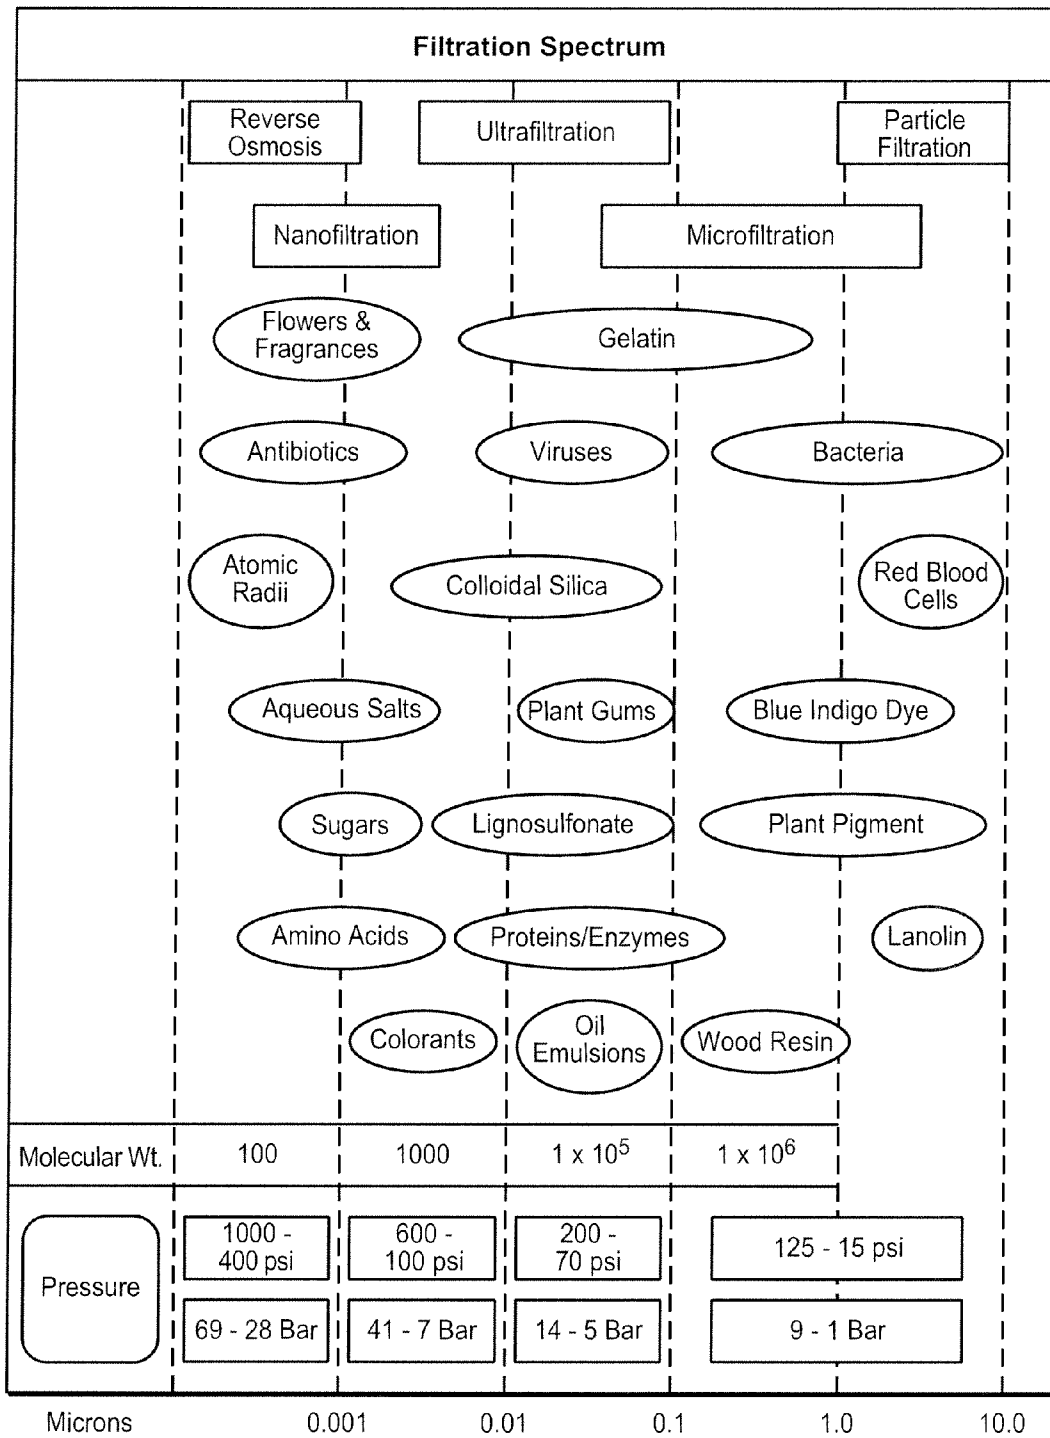 Filtration Spectrum
Reverse
Osmosis
Ultrafiltration
Particle
Filtration
Nanofiltration
Microfiltration
Flowers &
Fragrances
Gelatin
Antibiotics
Viruses
Bacteria
Atomic
Radii
Colloidal Silica
Red Blood
Cells
Aqueous Salts
Plant Gums
Blue Indigo Dye
Sugars
Lignosulfonate
Plant Pigment
Amino Acids
Proteins/Enzymes
Lanolin
Colorants
Oil
Emulsions
Wood Resin
Molecular Wt.
100
1000
1 x 10⁵
1 x 10⁶
Pressure
1000 -
400 psi
600 -
100 psi
200 -
70 psi
125 - 15 psi
69 - 28 Bar
41 - 7 Bar
14 - 5 Bar
9 - 1 Bar
Microns
0.001
0.01
0.1
1.0
10.0